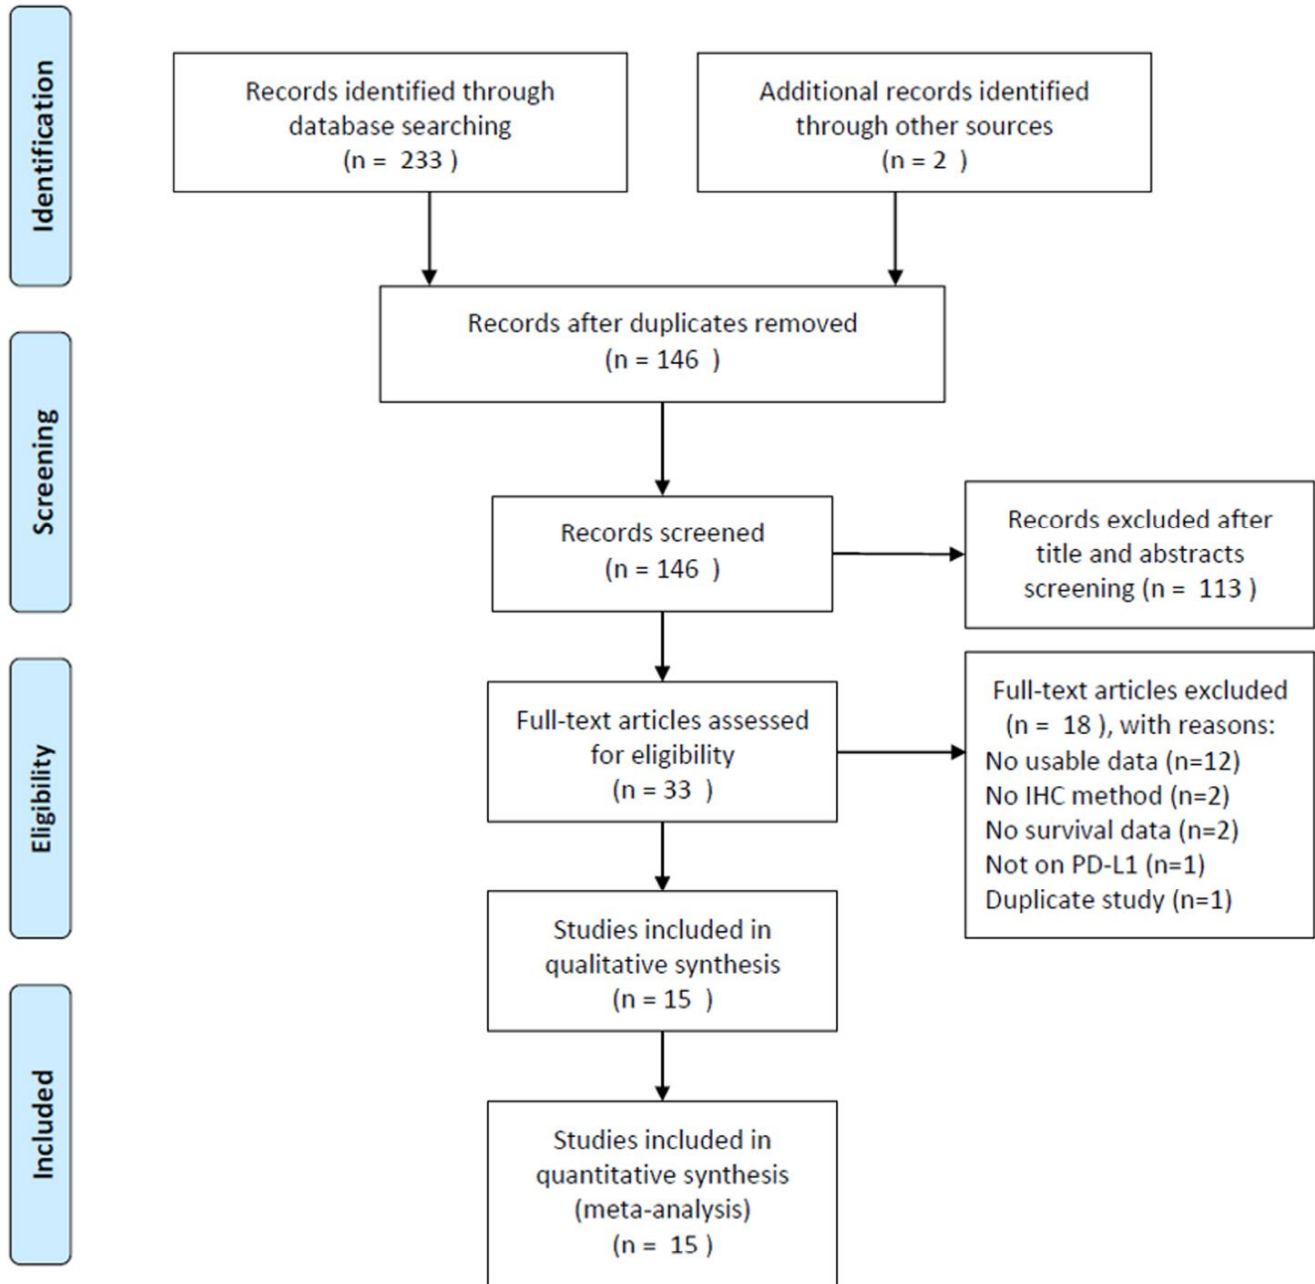 Identification
Records identified through
database searching
(n = 233 )
Additional records identified
through other sources
(n = 2 )
Records after duplicates removed
(n = 146 )
Screening
Records screened
(n = 146 )
Records excluded after
title and abstracts
screening (n = 113 )
Eligibility
Full-text articles assessed
for eligibility
(n = 33 )
Full-text articles excluded
(n = 18 ), with reasons:
No usable data (n=12)
No IHC method (n=2)
No survival data (n=2)
Not on PD-L1 (n=1)
Duplicate study (n=1)
Studies included in
qualitative synthesis
(n = 15 )
Included
Studies included in
quantitative synthesis
(meta-analysis)
(n = 15 )